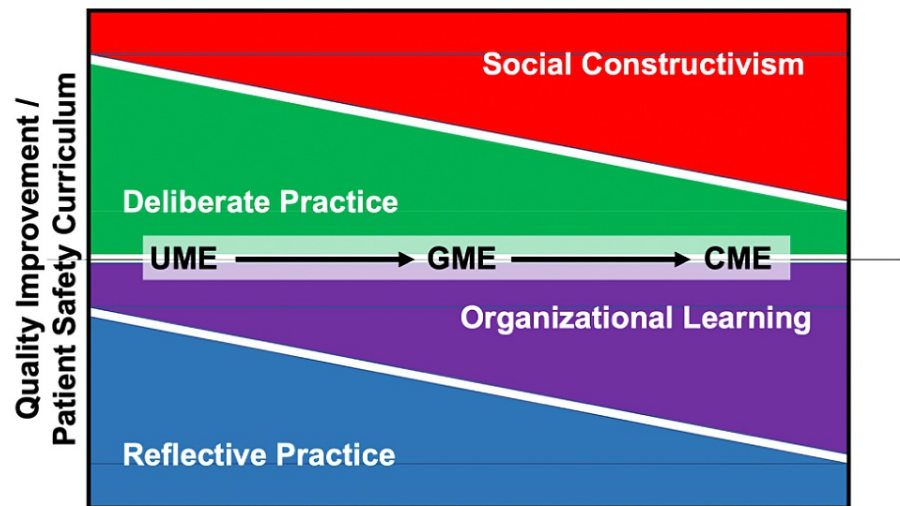 Quality Improvement /
Patient Safety Curriculum
Social Constructivism
Deliberate Practice
UME GME CME
Organizational Learning
Reflective Practice